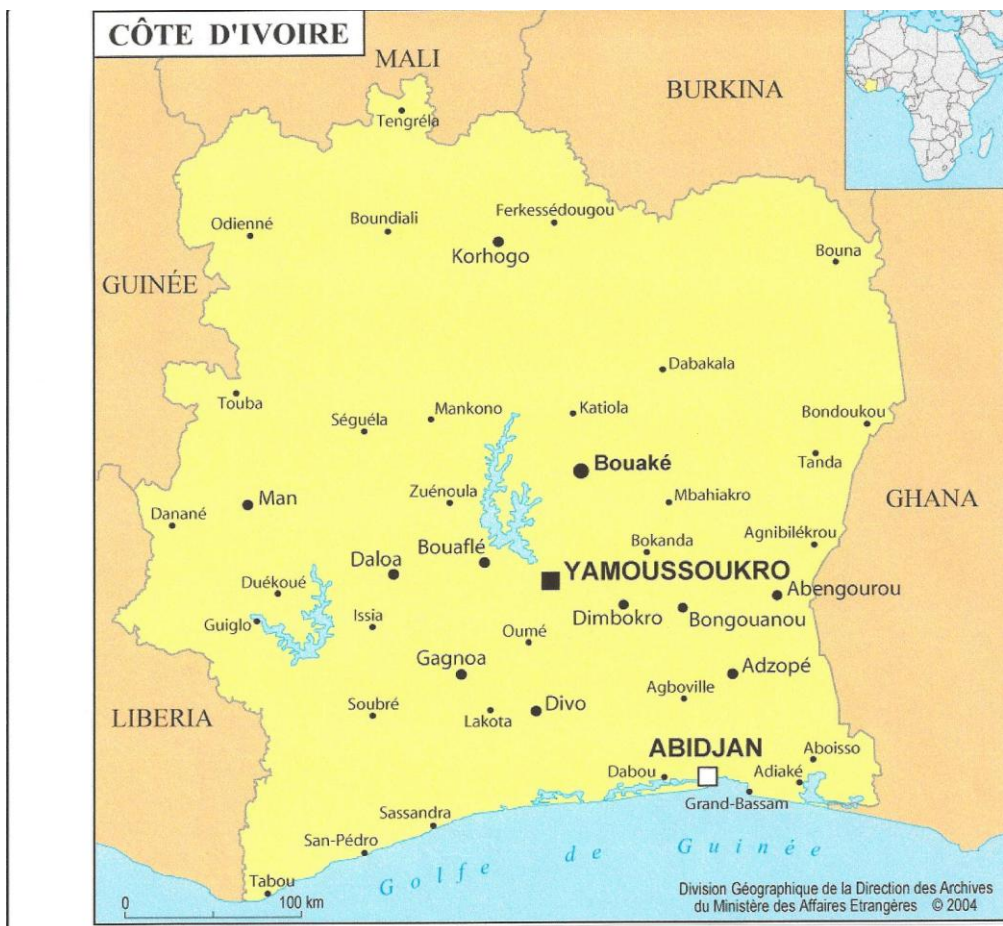 CÔTE D'IVOIRE
MALI
BURKINA
Tengréla
Ferkessédougou
Odienné
Boundiali
Korhogo
Bouna
GUINÉE
Dabakala
Touba
Séguéla
Mankono
Katiola
Bondoukou
Bouaké
Tanda
Man
Zuénoula
Mbahiakro
GHANA
Danané
Bokanda
Agnibilékrou
Daloa
Bouaflé
YAMOUSSOUKRO
Duékoué
Abengourou
Guiglo
Issia
Dimbokro
Bongouanou
Oumé
Gagnoa
Adzopé
Agboville
LIBERIA
Soubré
Lakota
Divo
ABIDJAN
Aboisso
Dabou
Adiaké
Grand-Bassam
Sassandra
San-Pédro
Golfe de Guinée
Tabou
0 100 km
Division Géographique de la Direction des Archives
du Ministère des Affaires Etrangères © 2004